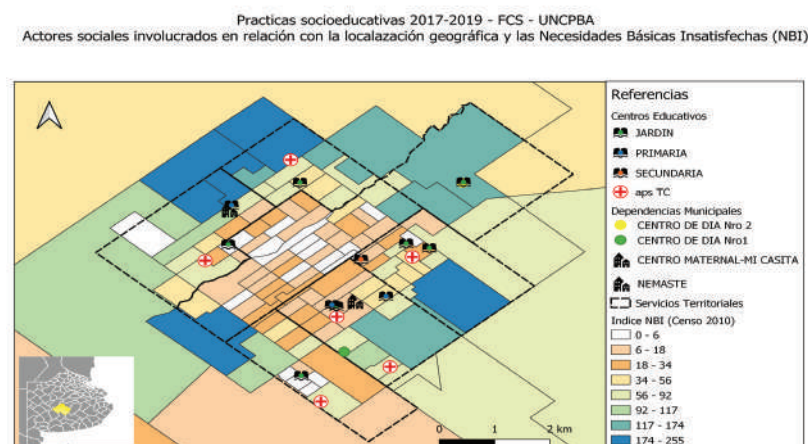 Practicas socioeducativas 2017-2019 - FCS - UNCPBA
Actores sociales involucrados en relación con la localazación geográfica y las Necesidades Básicas Insatisfechas (NBI)
Referencias
Centros Educativos
JARDIN
PRIMARIA
SECUNDARIA
aps TC
Dependencias Municipales
CENTRO DE DIA Nro 2
CENTRO DE DIA Nro1
CENTRO MATERNAL-MI CASITA
NEMASTE
Servicios Territoriales
Indice NBI (Censo 2010)
0 - 6
6 - 18
18 - 34
34 - 56
56 - 92
92 - 117
117 - 174
174 - 255
0 1 2 km